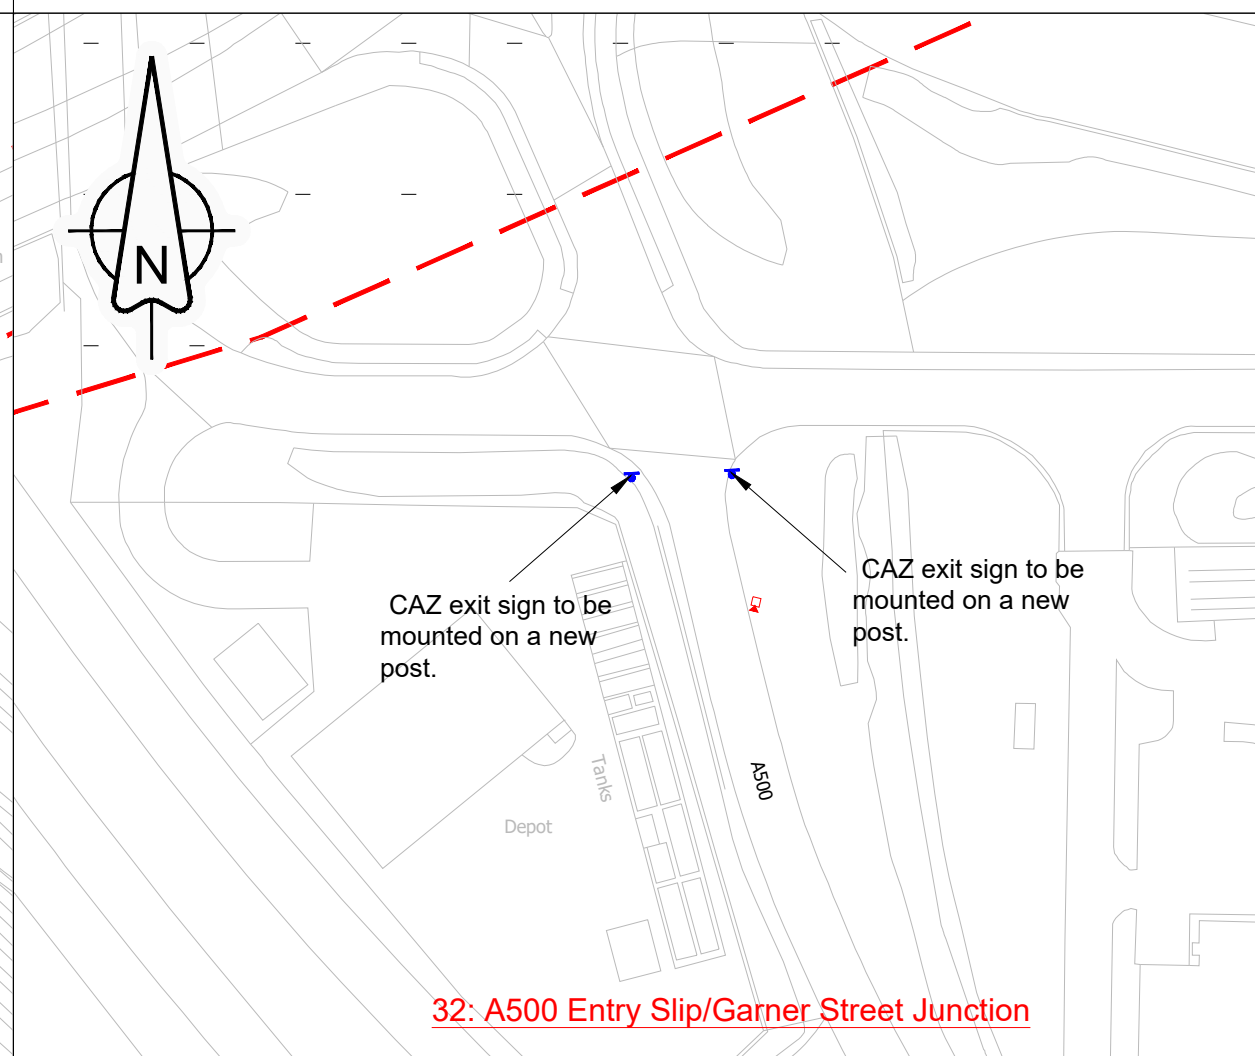 N
CAZ exit sign to be
mounted on a new
post.
CAZ exit sign to be
mounted on a new
post.
Tanks
A500
Depot
32: A500 Entry Slip/Garner Street Junction